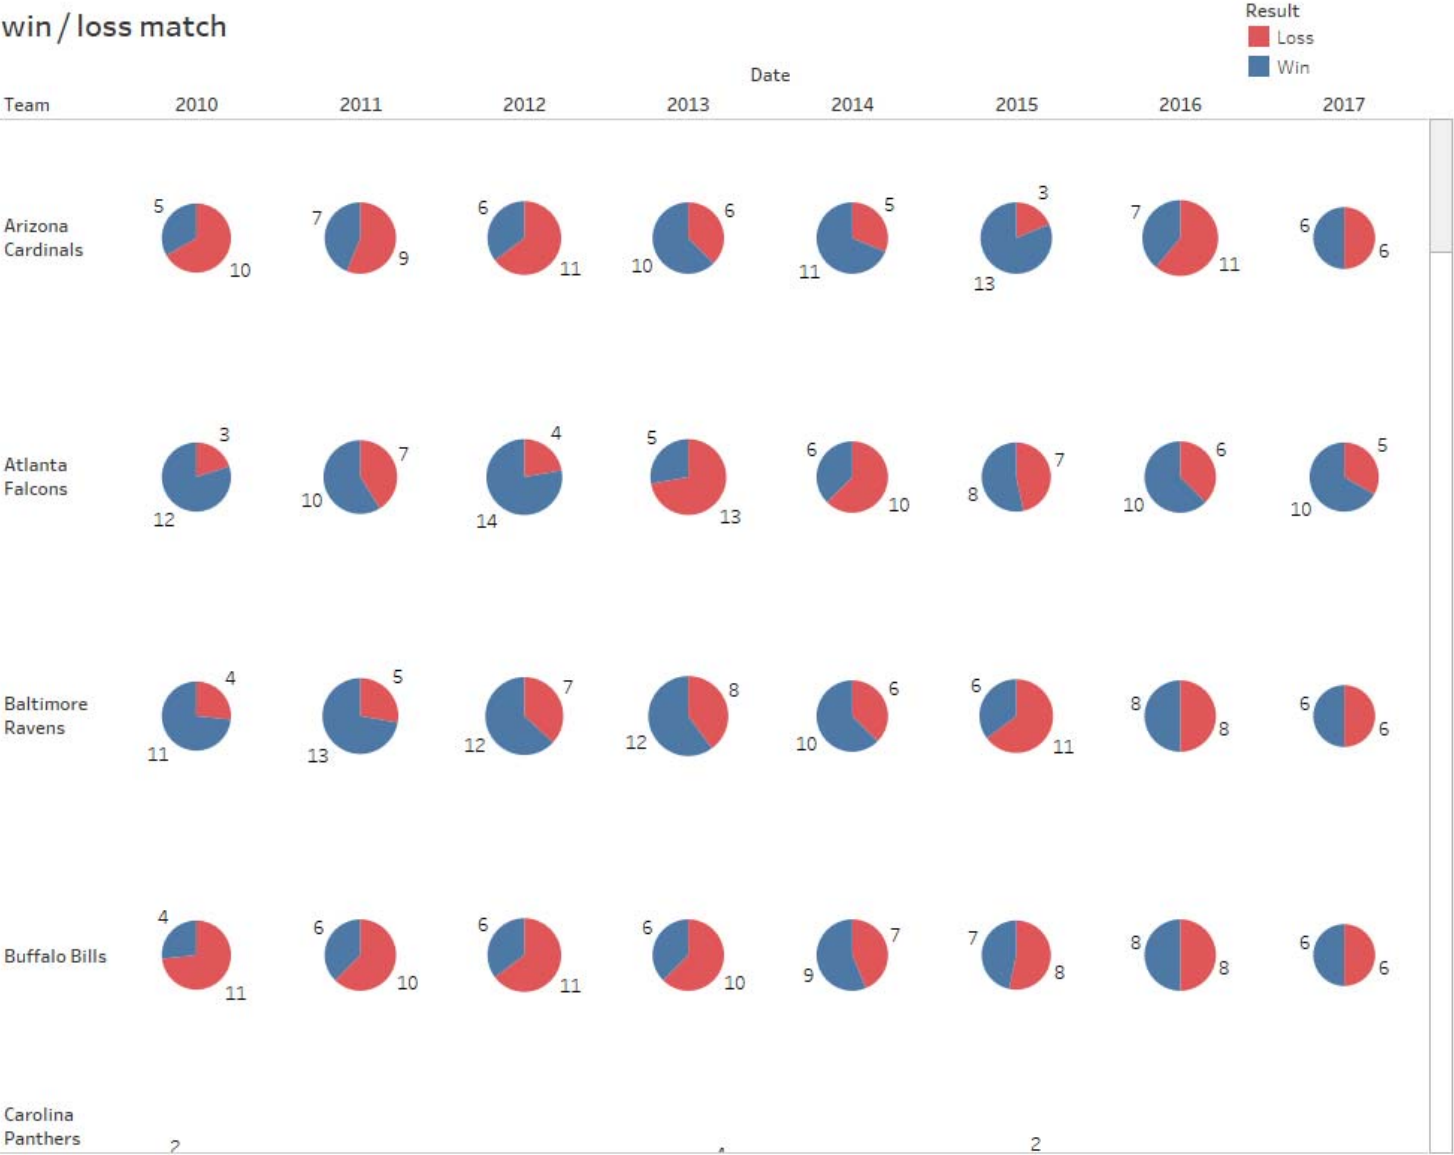 win / loss match
Result
Loss
Win
Date
Team 2010 2011 2012 2013 2014 2015 2016 2017
Arizona
Cardinals
5 10 7 9 6 11 10 6 11 5 13 3 7 11 6 6
Atlanta
Falcons
12 3 10 7 14 4 5 13 6 10 8 7 10 6 10 5
Baltimore
Ravens
11 4 13 5 12 7 12 8 10 6 6 11 8 8 6 6
Buffalo Bills
4 11 6 10 6 11 6 10 9 7 7 8 8 8 6 6
Carolina
Panthers
2 2